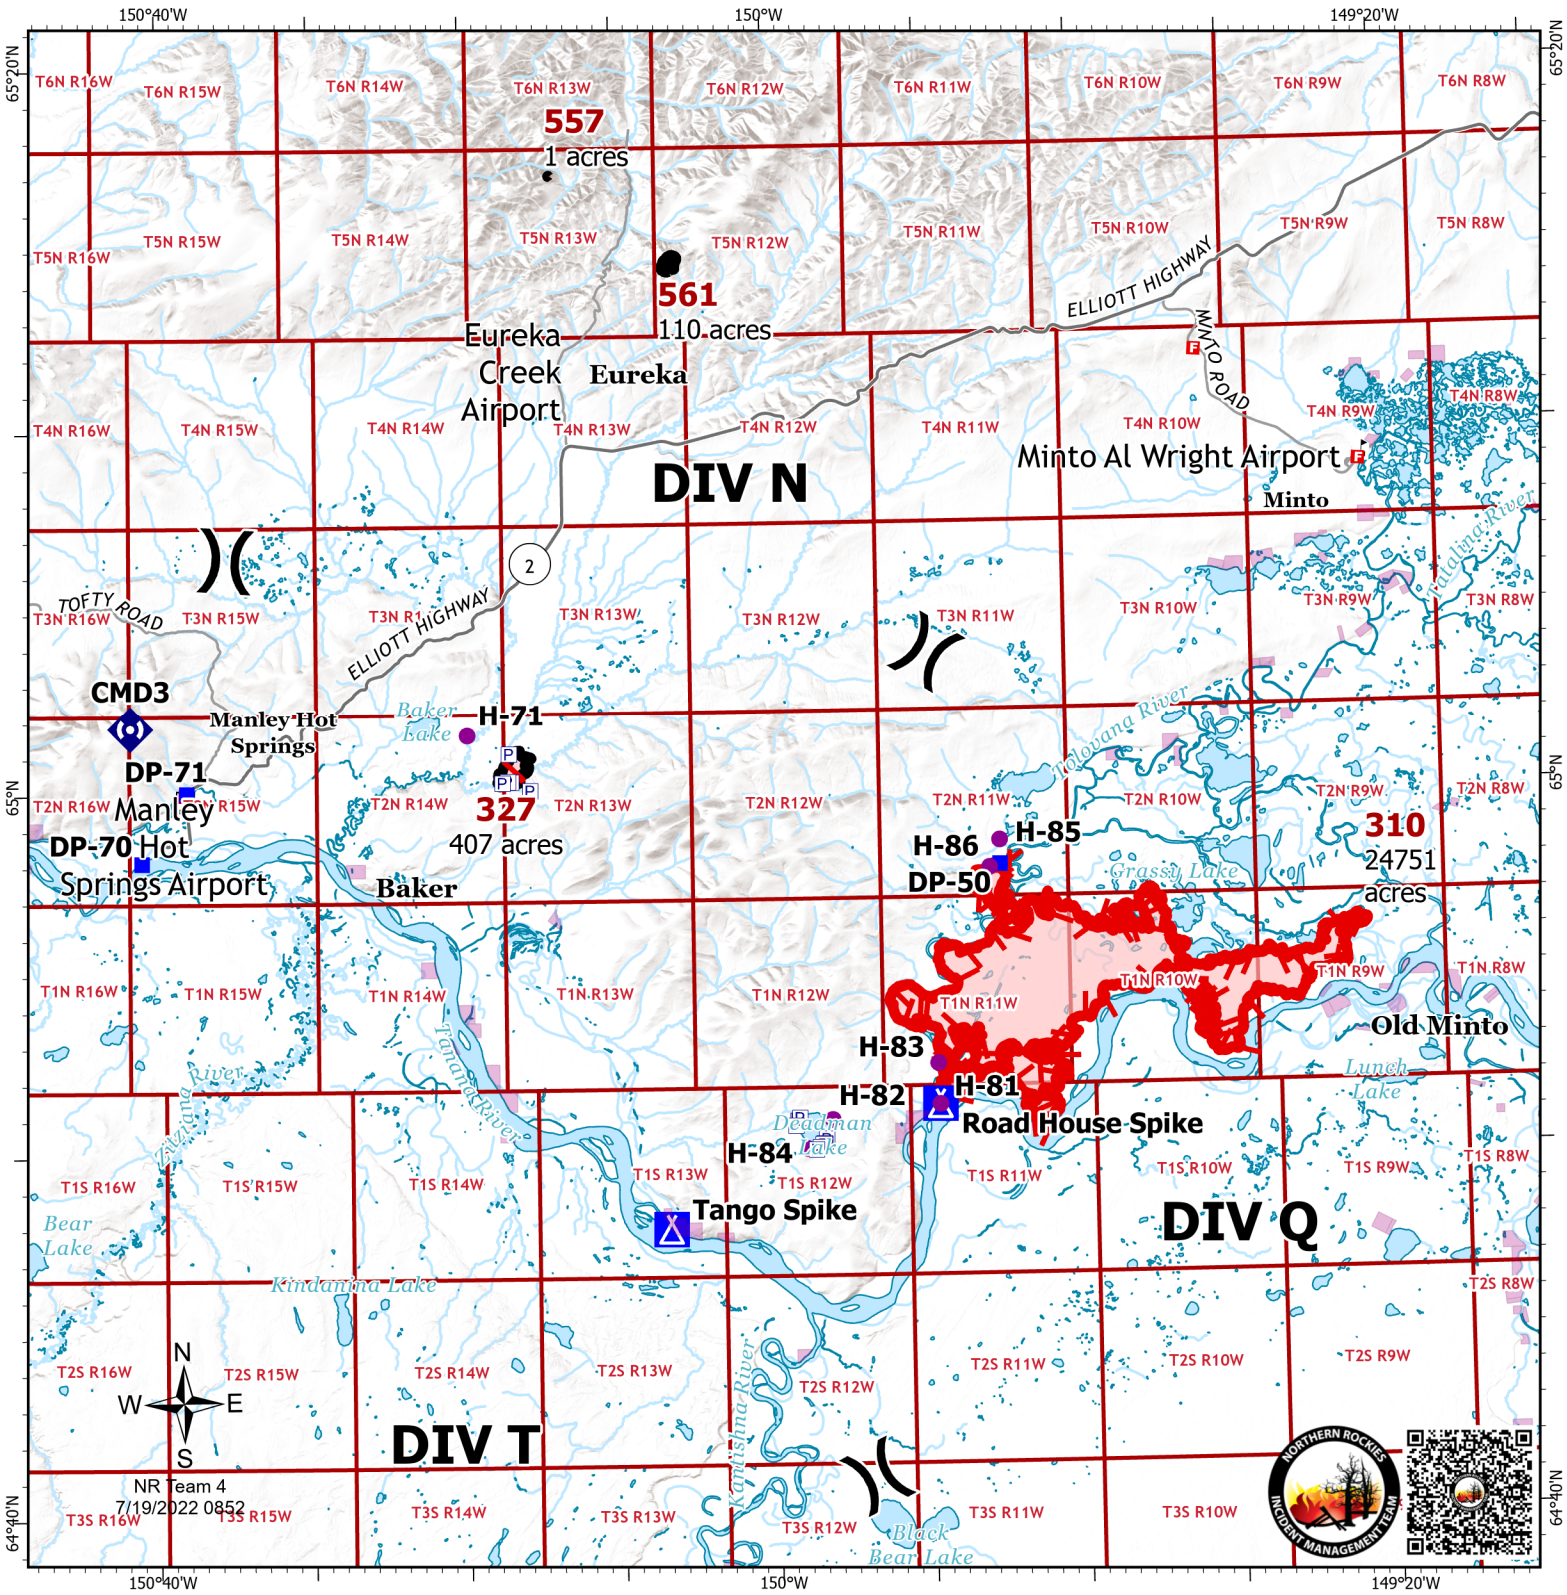 150°40'W 150°W 149°20'W
65°20'N
65°20'N
T6N R16W
T6N R15W
T6N R14W
T6N R13W
T6N R12W
T6N R11W
T6N R10W
T6N R9W
T6N R8W
557
1 acres
T5N R16W
T5N R15W
T5N R14W
T5N R13W
T5N R12W
T5N R11W
T5N R10W
T5N R9W
T5N R8W
561
110 acres
ELLIOTT HIGHWAY
MINTO ROAD
F
Eureka
Creek
Airport
Eureka
T4N R16W
T4N R15W
T4N R14W
T4N R13W
T4N R12W
T4N R11W
T4N R10W
T4N R9W
T4N R8W
Minto Al Wright Airport
F
Minto
DIV N
Tatalina River
2
TOFTY ROAD
ELLIOTT HIGHWAY
T3N R16W
T3N R15W
T3N R13W
T3N R12W
T3N R11W
T3N R10W
T3N R9W
T3N R8W
CMD3
Manley Hot
Springs
Baker
Lake
H-71
Tolovana River
DP-71
Manley
Hot
Springs Airport
DP-70
P
P
P
327
407 acres
T2N R16W
T2N R14W
T2N R13W
T2N R12W
T2N R11W
T2N R10W
T2N R9W
T2N R8W
65°N
65°N
310
24751
acres
H-85
H-86
DP-50
Grassy Lake
Baker
T1N R16W
T1N R15W
T1N R14W
T1N R13W
T1N R12W
T1N R11W
T1N R10W
T1N R9W
T1N R8W
Old Minto
Lunch
Lake
H-83
H-82
H-81
Road House Spike
Zitziana River
Tanana River
Deadman
Lake
H-84
T1S R16W
T1S R15W
T1S R14W
T1S R13W
T1S R12W
T1S R11W
T1S R10W
T1S R9W
T1S R8W
Bear
Lake
Tango Spike
DIV Q
Kindanina Lake
Kantishna River
T2S R16W
T2S R15W
T2S R14W
T2S R13W
T2S R12W
T2S R11W
T2S R10W
T2S R9W
T2S R8W
N
W E
S
DIV T
NR Team 4
7/19/2022 0852
T3S R16W
T3S R15W
T3S R14W
T3S R13W
T3S R12W
T3S R11W
T3S R10W
Black
Bear Lake
NORTHERN ROCKIES
INCIDENT MANAGEMENT TEAM
64°40'N
64°40'N
150°40'W 150°W 149°20'W